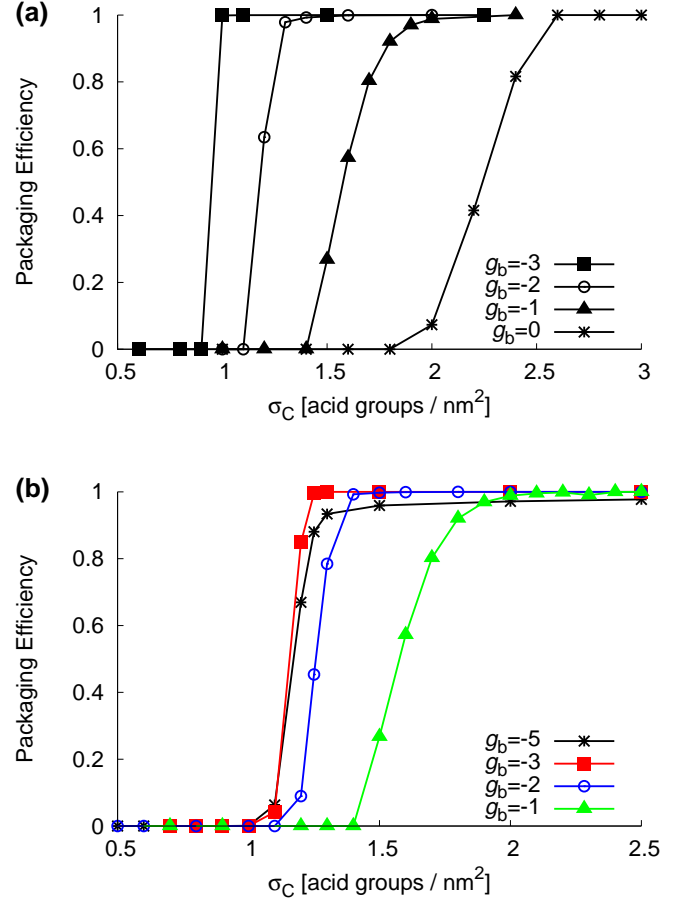 (a)
Packaging Efficiency
1
0.8
0.6
0.4
0.2
0
0.5
1
1.5
2
2.5
3
σC [acid groups / nm²]
gb=-3
gb=-2
gb=-1
gb=0
(b)
Packaging Efficiency
1
0.8
0.6
0.4
0.2
0
0.5
1
1.5
2
2.5
σC [acid groups / nm²]
gb=-5
gb=-3
gb=-2
gb=-1